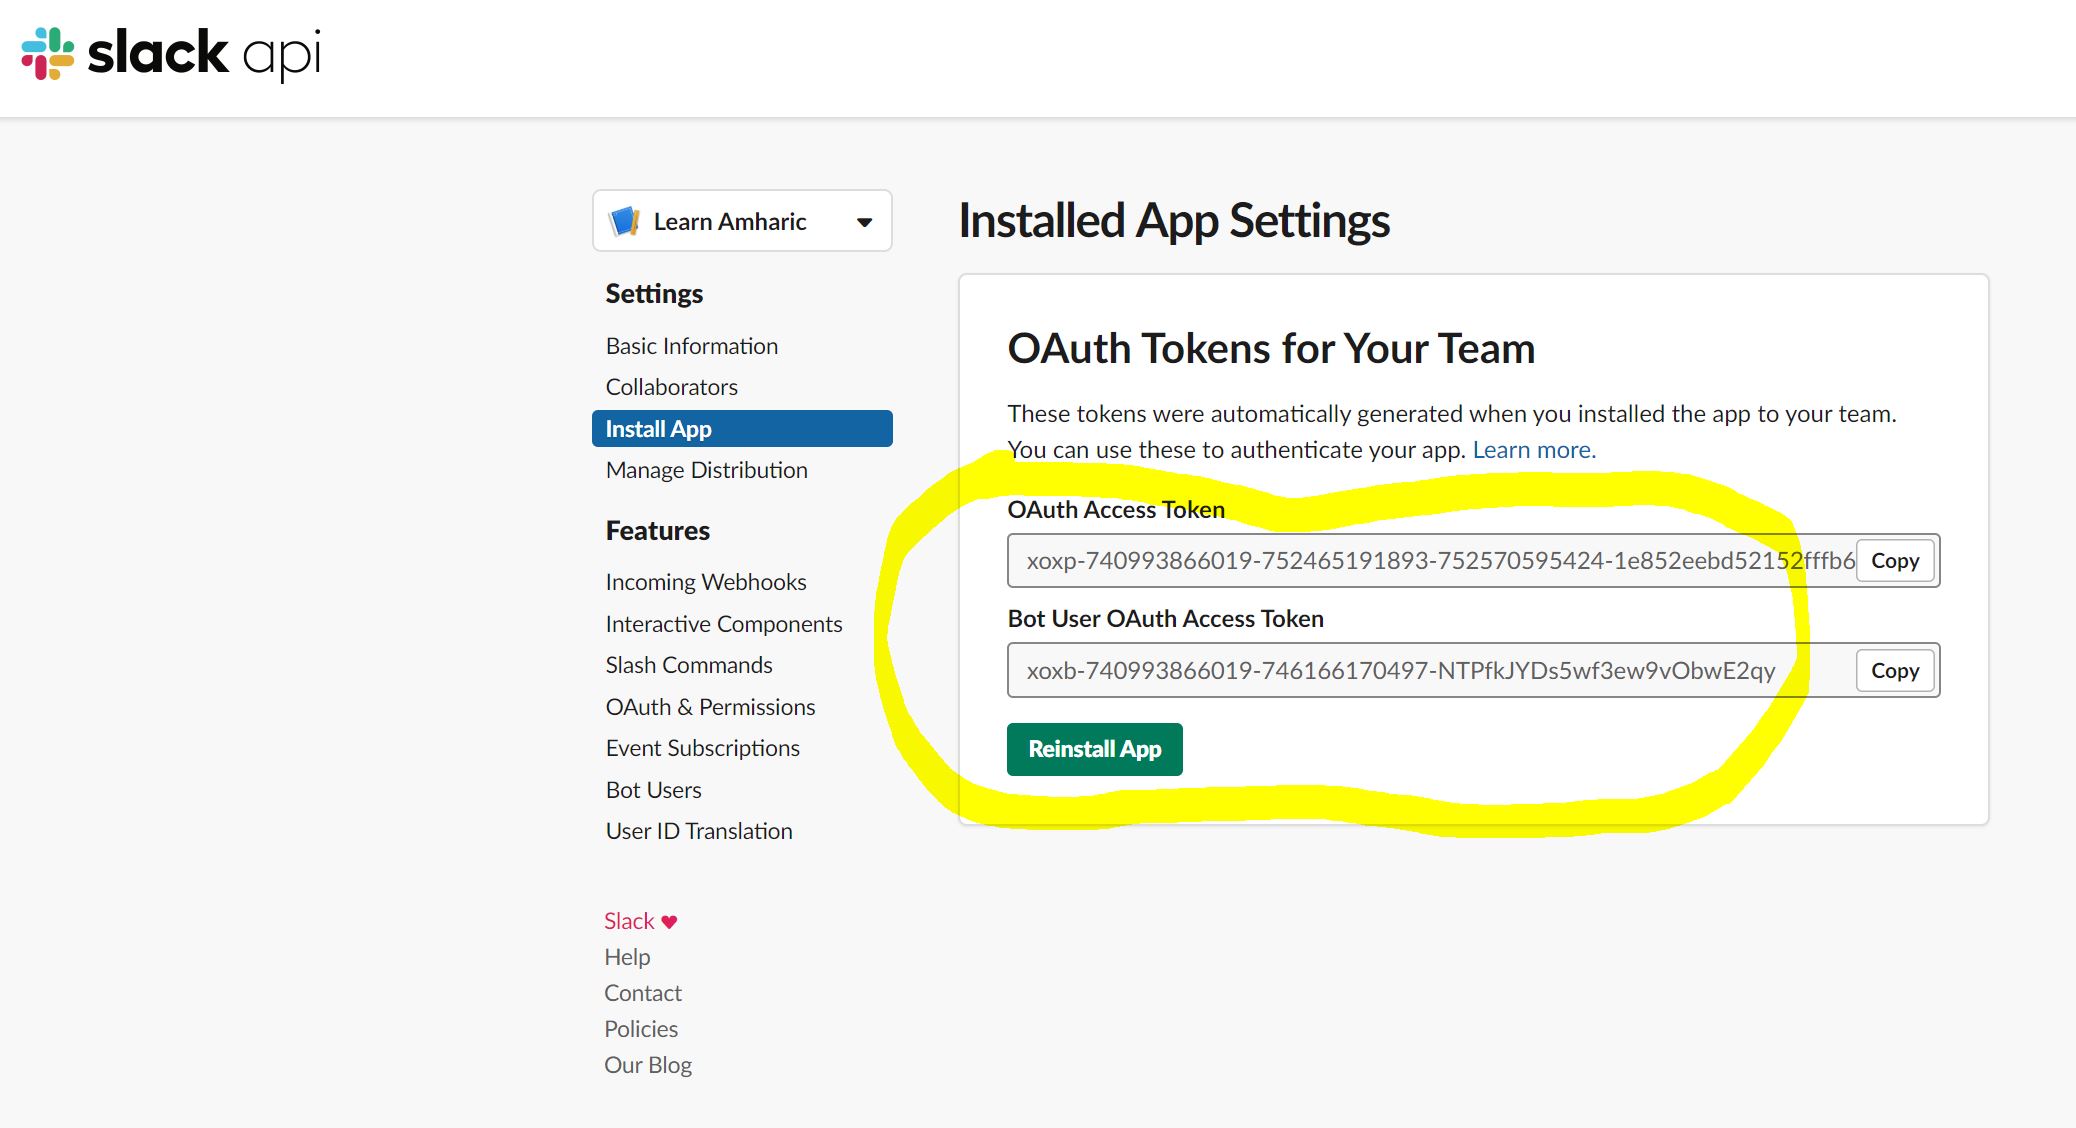 slack api
Learn Amharic
Settings
Basic Information
Collaborators
Install App
Manage Distribution
Features
Incoming Webhooks
Interactive Components
Slash Commands
OAuth & Permissions
Event Subscriptions
Bot Users
User ID Translation
Slack ♥
Help
Contact
Policies
Our Blog
Installed App Settings
OAuth Tokens for Your Team
These tokens were automatically generated when you installed the app to your team.
You can use these to authenticate your app. Learn more.
OAuth Access Token
xoxp-740993866019-752465191893-752570595424-1e852eebd52152fffb6 Copy
Bot User OAuth Access Token
xoxb-740993866019-746166170497-NTPfkJYDs5wf3ew9vObwE2qy Copy
Reinstall App